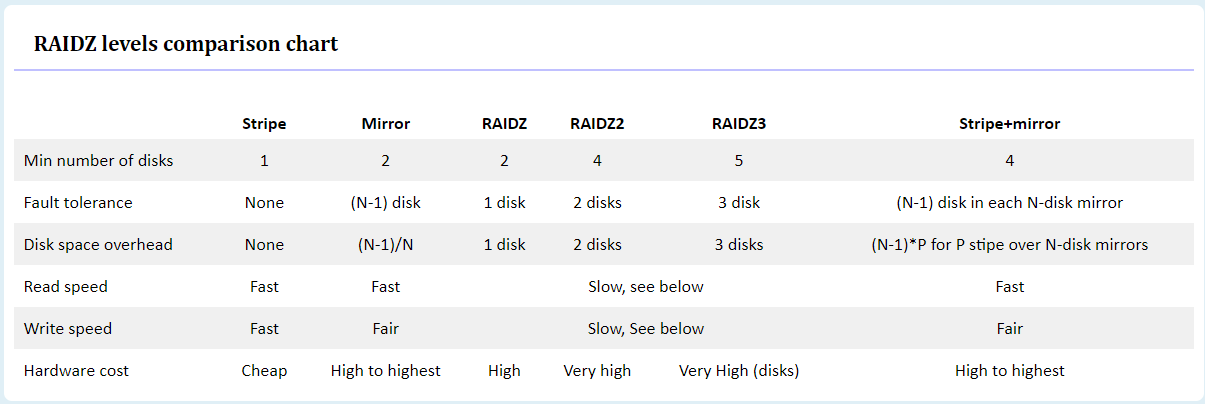 RAIDZ levels comparison chart
Stripe Mirror RAIDZ RAIDZ2 RAIDZ3 Stripe+mirror
Min number of disks 1 2 2 4 5 4
Fault tolerance None (N-1) disk 1 disk 2 disks 3 disk (N-1) disk in each N-disk mirror
Disk space overhead None (N-1)/N 1 disk 2 disks 3 disks (N-1)*P for P stipe over N-disk mirrors
Read speed Fast Fast Slow, see below Fast
Write speed Fast Fair Slow, See below Fair
Hardware cost Cheap High to highest High Very high Very High (disks) High to highest